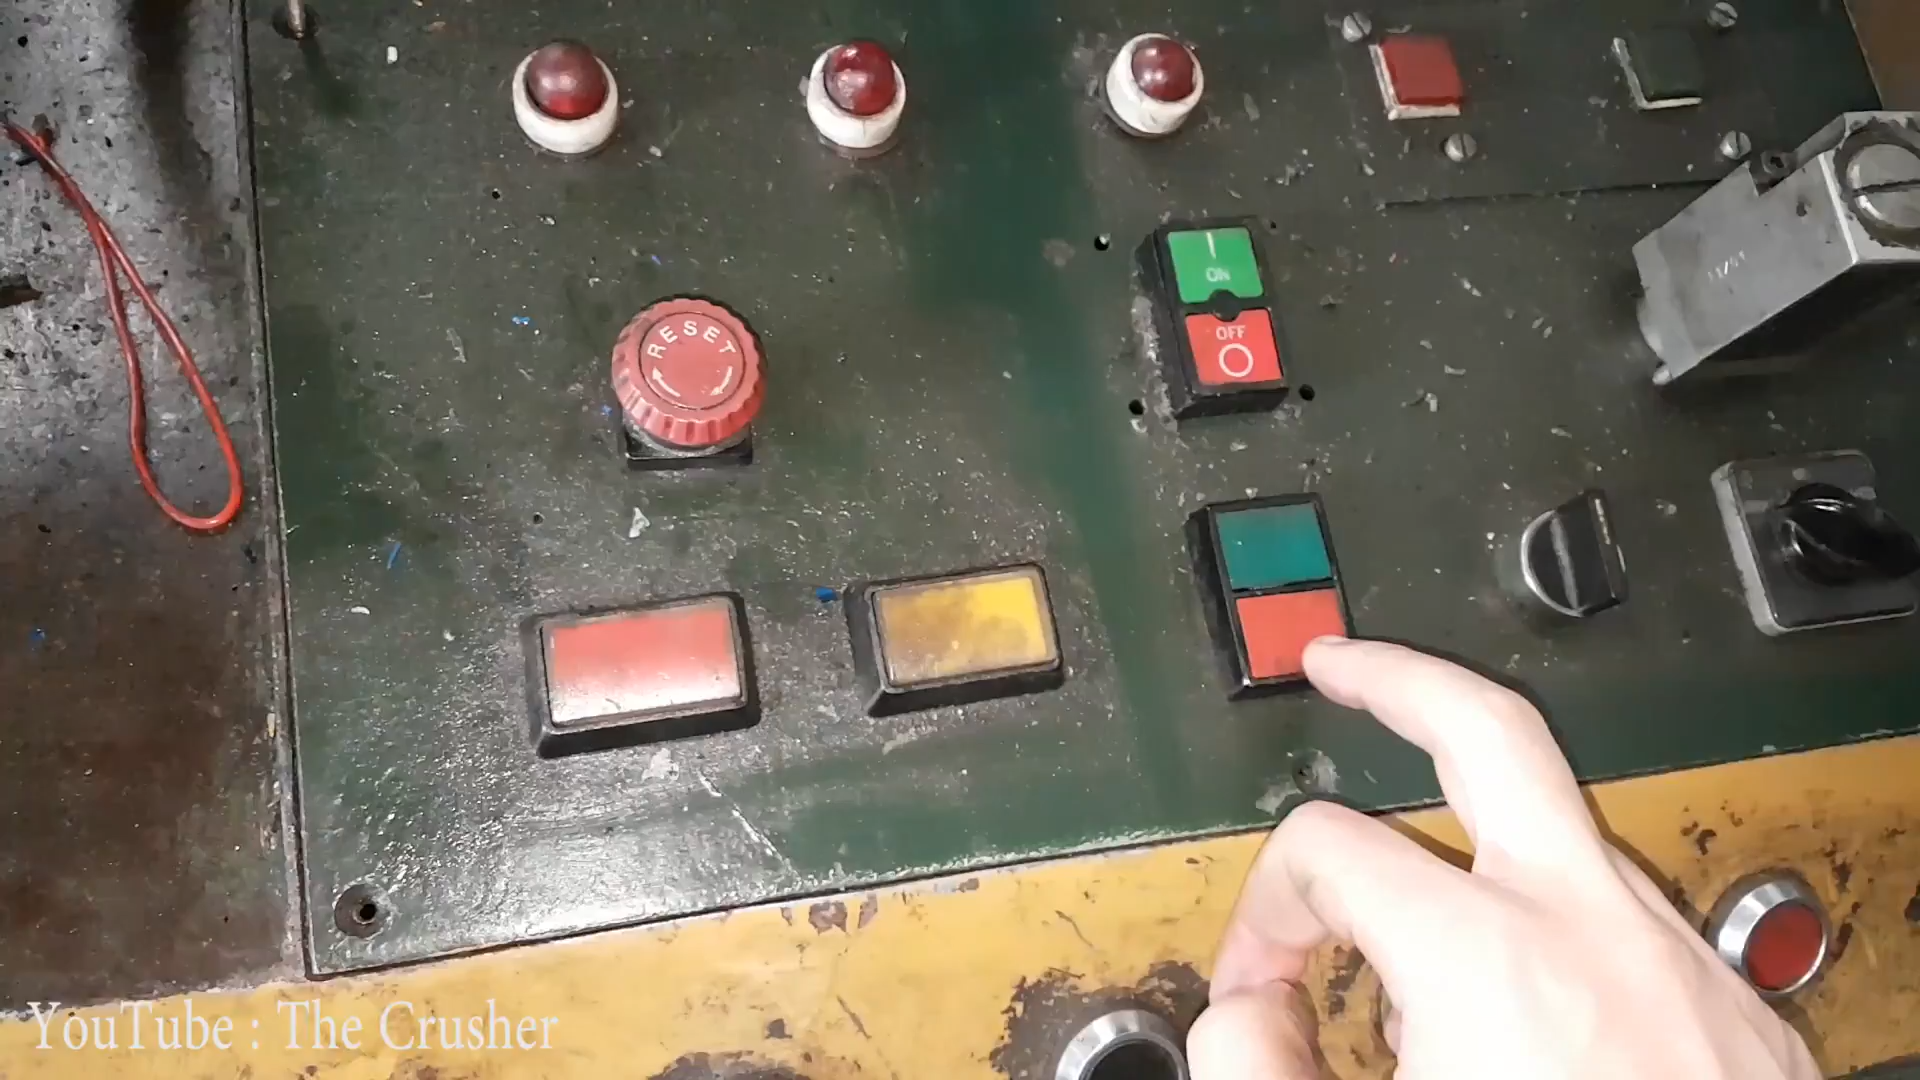 ON
OFF
RESET
YouTube : The Crusher